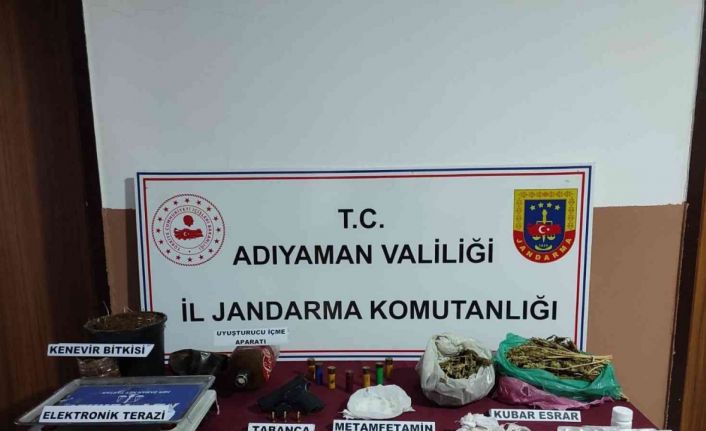 T.C.
ADIYAMAN VALİLİĞİ
İL JANDARMA KOMUTANLIĞI
JANDARMA
UYUŞTURUCU İÇME
APARATI
KENEVİR BİTKİSİ
ELEKTRONİK TERAZİ
TABANCA
METAMFETAMİN
KUBAR ESRAR